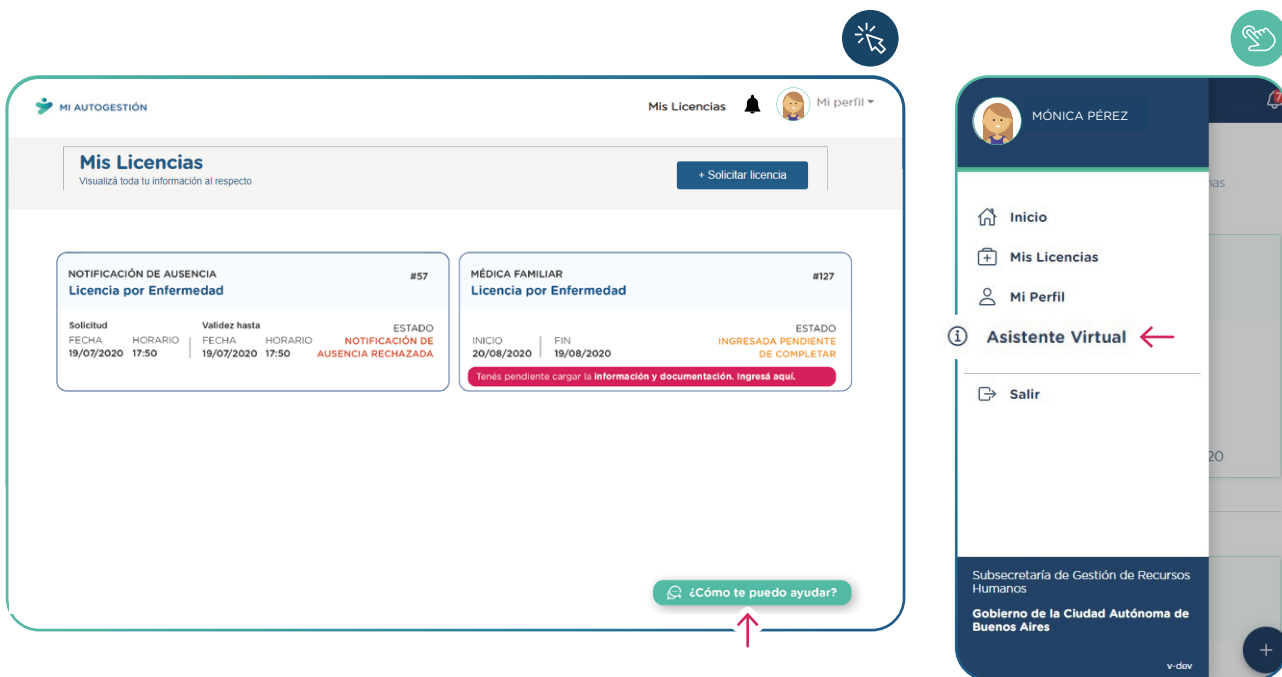 MI AUTOGESTIÓN
Mis Licencias
Mi perfil
Mis Licencias
Visualizá toda tu información al respecto
+ Solicitar licencia
NOTIFICACIÓN DE AUSENCIA
#57
Licencia por Enfermedad
Solicitud
Validez hasta
ESTADO
FECHA HORARIO FECHA HORARIO NOTIFICACIÓN DE
19/07/2020 17:50 19/07/2020 17:50 AUSENCIA RECHAZADA
MÉDICA FAMILIAR
#127
Licencia por Enfermedad
ESTADO
INICIO FIN INGRESADA PENDIENTE
20/08/2020 19/08/2020 DE COMPLETAR
Tenés pendiente cargar la información y documentación. Ingresá aquí.
¿Cómo te puedo ayudar?
MÓNICA PÉREZ
7
nas
Inicio
Mis Licencias
Mi Perfil
Asistente Virtual
Salir
20
Subsecretaría de Gestión de Recursos
Humanos
Gobierno de la Ciudad Autónoma de
Buenos Aires
v-dev
+